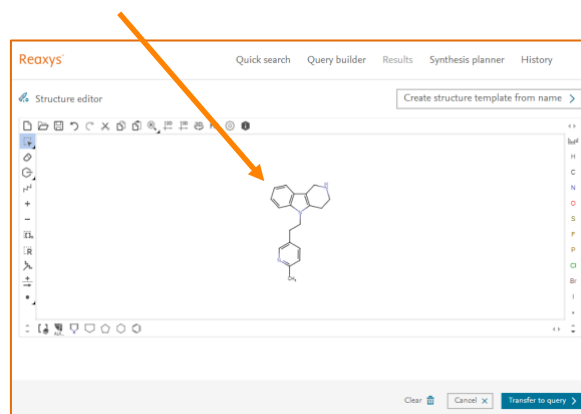 Reaxys®
Quick search Query builder Results Synthesis planner History
Structure editor
Create structure template from name >
H
C
N
O
S
F
P
Cl
Br
I
NH
N
N
CH₃
Clear Cancel × Transfer to query >